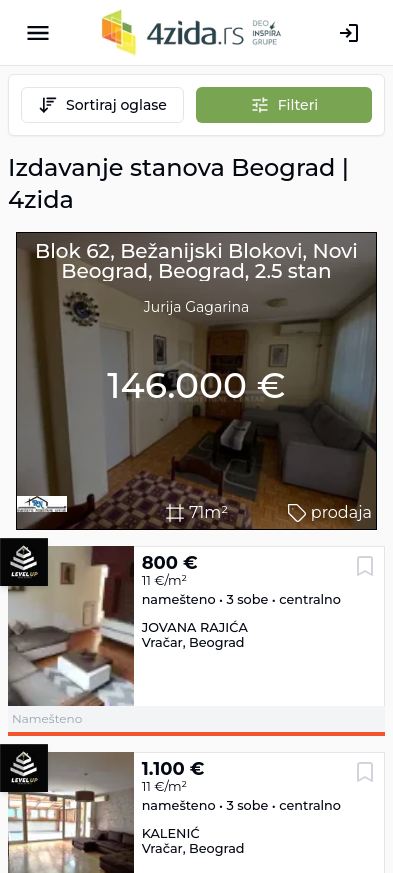 4zida.rs DEO INSPIRA GRUPE
Sortiraj oglase
Filteri
Izdavanje stanova Beograd |
4zida
Blok 62, Bežanijski Blokovi, Novi
Beograd, Beograd, 2.5 stan
Jurija Gagarina
146.000 €
71m²
prodaja
LEVEL UP
800 €
11 €/m²
namešteno • 3 sobe • centralno
JOVANA RAJIĆA
Vračar, Beograd
Namešteno
LEVEL UP
1.100 €
11 €/m²
namešteno • 3 sobe • centralno
KALENIĆ
Vračar, Beograd